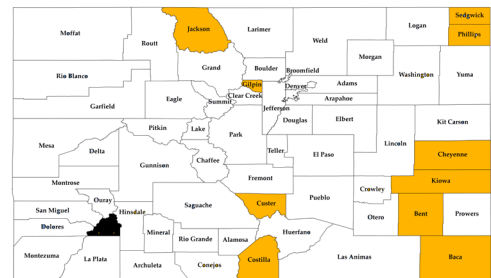 Sedgwick
Jackson
Larimer
Logan
Moffat
Phillips
Weld
Routt
Morgan
Grand
Boulder
Broomfield
Washington
Yuma
Rio Blanco
Gilpin
Adams
Denver
Clear Creek
Eagle
Arapahoe
Summit
Garfield
Jefferson
Douglas
Elbert
Kit Carson
Pitkin
Lake
Park
Lincoln
Mesa
Delta
Teller
El Paso
Cheyenne
Chaffee
Gunnison
Fremont
Kiowa
Montrose
Crowley
Pueblo
Ouray
Custer
Saguache
San Miguel
Hinsdale
Bent
Prowers
Otero
Dolores
Mineral
Huerfano
Rio Grande
Alamosa
Montezuma
La Plata
Las Animas
Baca
Costilla
Archuleta
Conejos